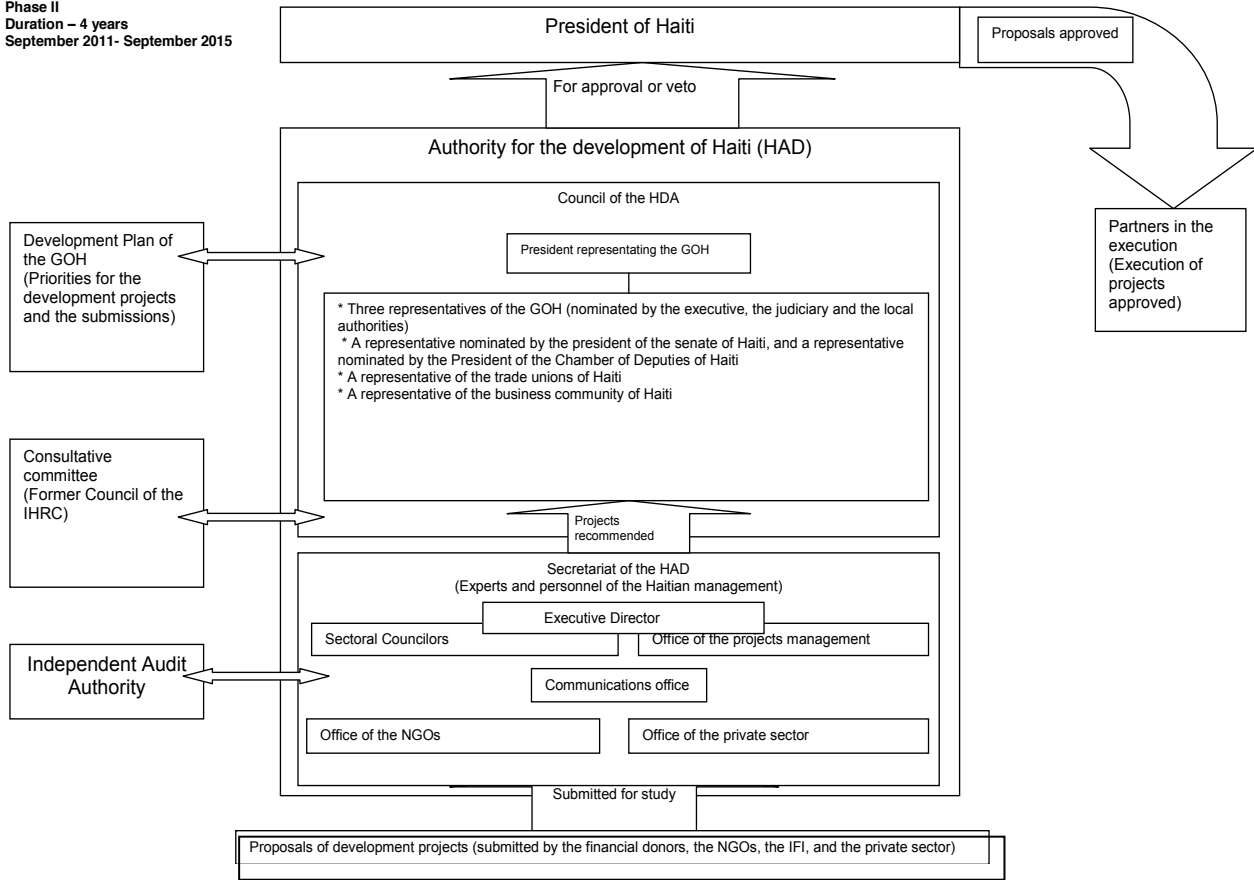 Phase II
Duration – 4 years
September 2011- September 2015
President of Haiti
Proposals approved
For approval or veto
Authority for the development of Haiti (HAD)
Council of the HDA
President representating the GOH
* Three representatives of the GOH (nominated by the executive, the judiciary and the local
authorities)
* A representative nominated by the president of the senate of Haiti, and a representative
nominated by the President of the Chamber of Deputies of Haiti
* A representative of the trade unions of Haiti
* A representative of the business community of Haiti
Development Plan of
the GOH
(Priorities for the
development projects
and the submissions)
Partners in the
execution
(Execution of
projects
approved)
Consultative
committee
(Former Council of the
IHRC)
Projects
recommended
Secretariat of the HAD
(Experts and personnel of the Haitian management)
Executive Director
Sectoral Councilors
Office of the projects management
Independent Audit
Authority
Communications office
Office of the NGOs
Office of the private sector
Submitted for study
Proposals of development projects (submitted by the financial donors, the NGOs, the IFI, and the private sector)